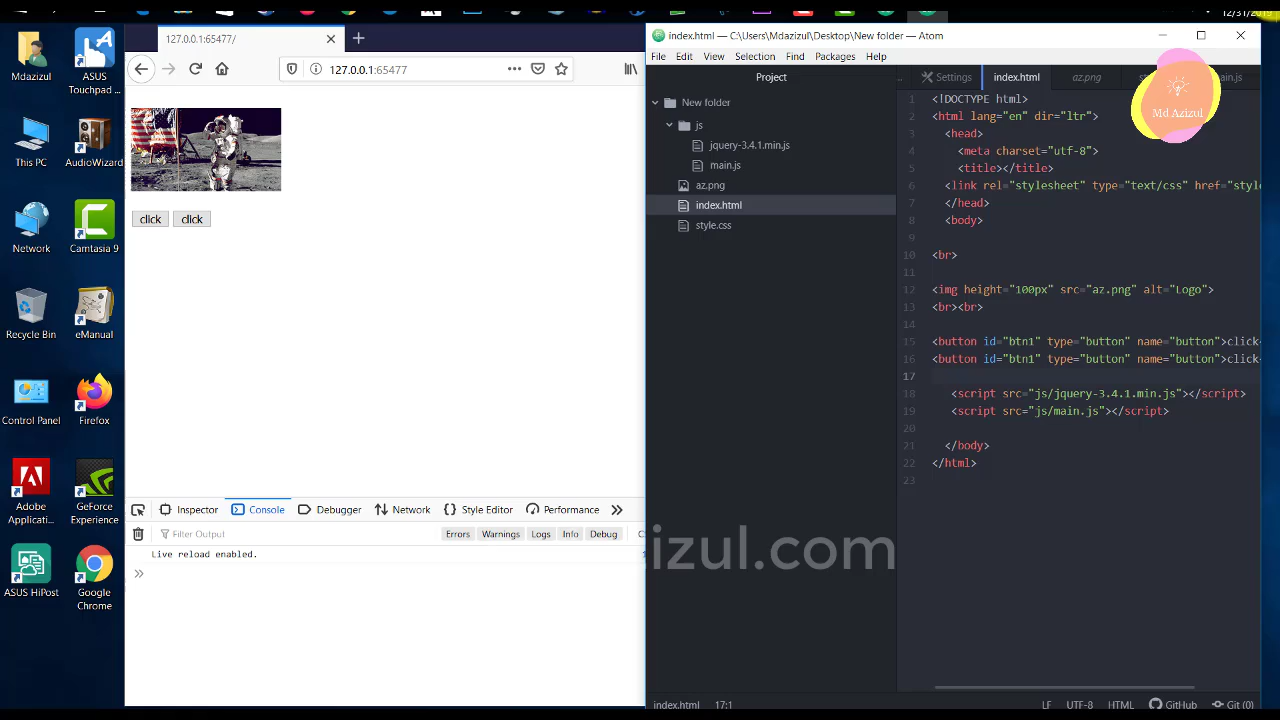 12/31/2019
Mdazizul
ASUS
Touchpad ...
This PC
AudioWizard
Network
Camtasia 9
Recycle Bin
eManual
Control Panel
Firefox
Adobe
Applicati...
GeForce
Experience
ASUS HiPost
Google
Chrome
127.0.0.1:65477/
127.0.0.1:65477
click click
Inspector Console Debugger Network Style Editor Performance
Filter Output Errors Warnings Logs Info Debug
Live reload enabled.
index.html — C:\Users\Mdazizul\Desktop\New folder — Atom
File Edit View Selection Find Packages Help
Project
New folder
js
jquery-3.4.1.min.js
main.js
az.png
index.html
style.css
Settings index.html az.png
Md Azizul
1 <!DOCTYPE html>
2 <html lang="en" dir="ltr">
3 <head>
4 <meta charset="utf-8">
5 <title></title>
6 <link rel="stylesheet" type="text/css" href="style
7 </head>
8 <body>
9
10 <br>
11
12 <img height="100px" src="az.png" alt="Logo">
13 <br><br>
14
15 <button id="btn1" type="button" name="button">click<
16 <button id="btn1" type="button" name="button">click<
17
18 <script src="js/jquery-3.4.1.min.js"></script>
19 <script src="js/main.js"></script>
20
21 </body>
22 </html>
23
izul.com
index.html 17:1 LF UTF-8 HTML GitHub Git (0)